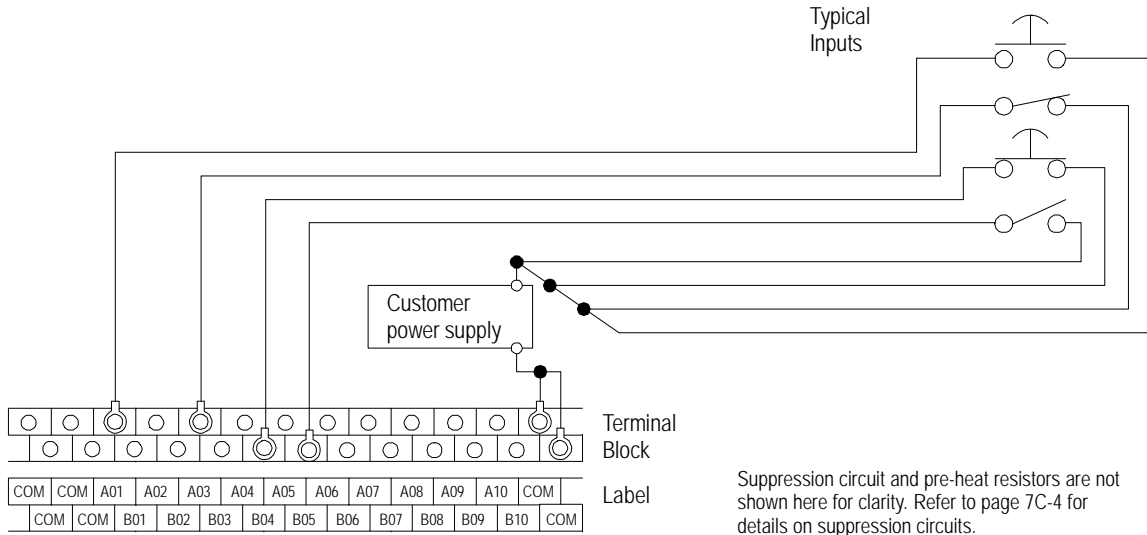 Typical
Inputs
Customer
power supply
Terminal
Block
COM COM A01 A02 A03 A04 A05 A06 A07 A08 A09 A10 COM
Label
COM COM B01 B02 B03 B04 B05 B06 B07 B08 B09 B10 COM
Suppression circuit and pre-heat resistors are not
shown here for clarity. Refer to page 7C-4 for
details on suppression circuits.